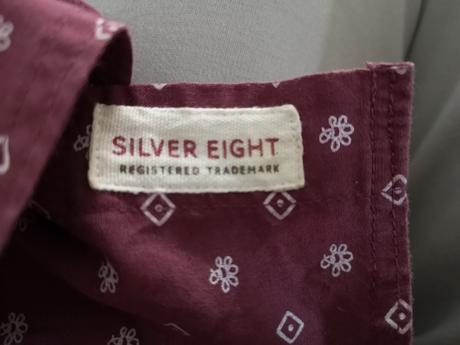 SILVER EIGHT
REGISTERED TRADEMARK